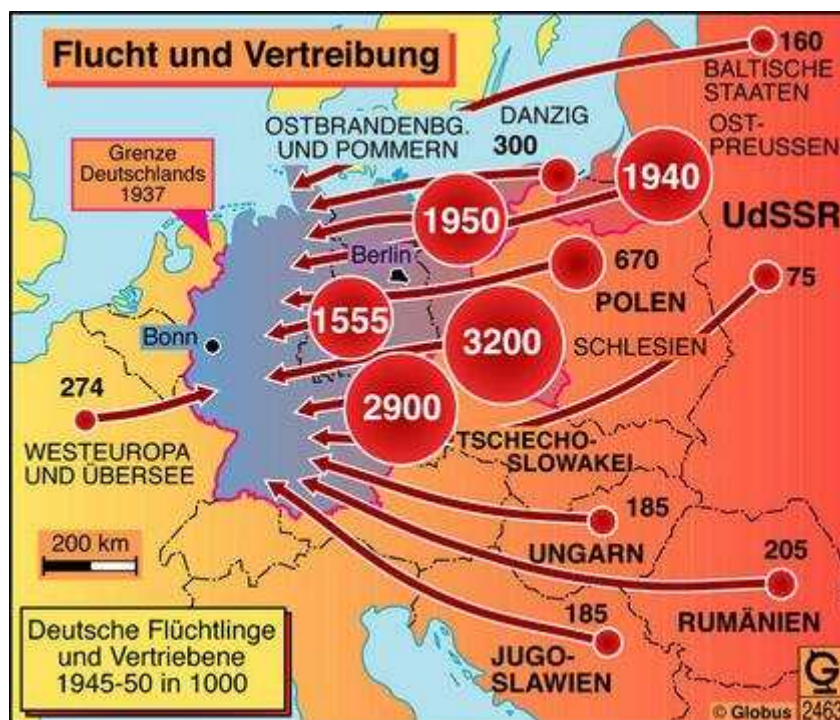 Flucht und Vertreibung
160
BALTISCHE
STAATEN
OSTBRANDENBG.
UND POMMERN
DANZIG
300
OST-
PREUSSEN
Grenze
Deutschlands
1937
1940
1950
UdSSR
Berlin
670
POLEN
75
1555
Bonn
3200
SCHLESIEN
274
2900
WESTEUROPA
UND ÜBERSEE
TSCHECHO-
SLOWAKEI
200 km
185
UNGARN
205
RUMÄNIEN
185
JUGO-
SLAWIEN
Deutsche Flüchtlinge
und Vertriebene
1945-50 in 1000
© Globus